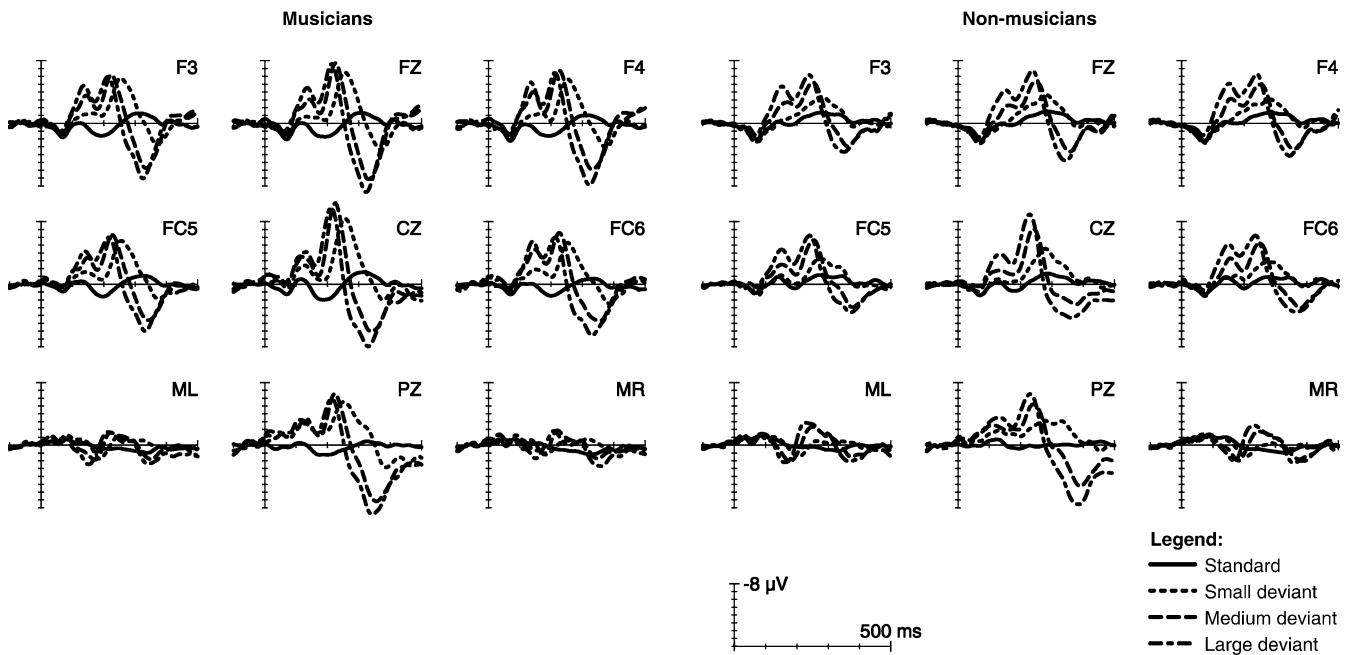 Musicians Non-musicians
F3 FZ F4 F3 FZ F4
FC5 CZ FC6 FC5 CZ FC6
ML PZ MR ML PZ MR
Legend:
Standard
-8 µV
Small deviant
Medium deviant
500 ms
Large deviant